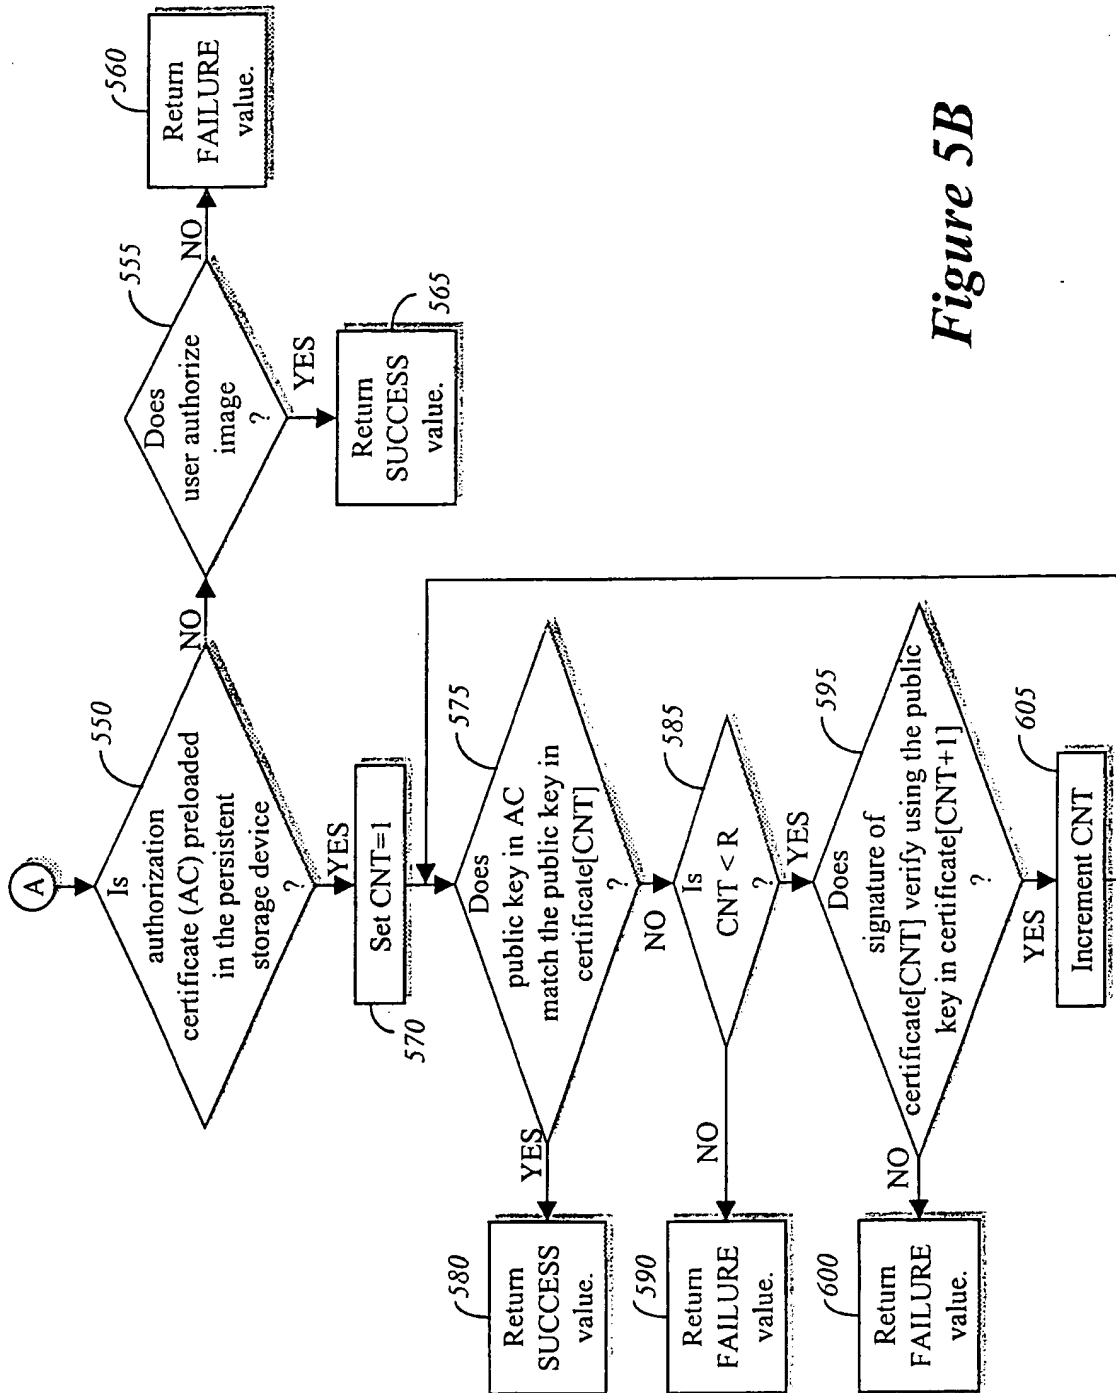 A
550
Is
authorization
certificate (AC) preloaded
in the persistent
storage device
?
NO
YES
555
Does
user authorize
image
?
NO
YES
560
Return
FAILURE
value.
565
Return
SUCCESS
value.
Set CNT=1
570
575
Does
public key in AC
match the public key in
certificate[CNT]
?
YES
NO
580
Return
SUCCESS
value.
585
Is
CNT < R
?
NO
YES
590
Return
FAILURE
value.
595
Does
signature of
certificate[CNT] verify using the public
key in certificate[CNT+1]
?
NO
YES
600
Return
FAILURE
value.
605
Increment CNT
Figure 5B